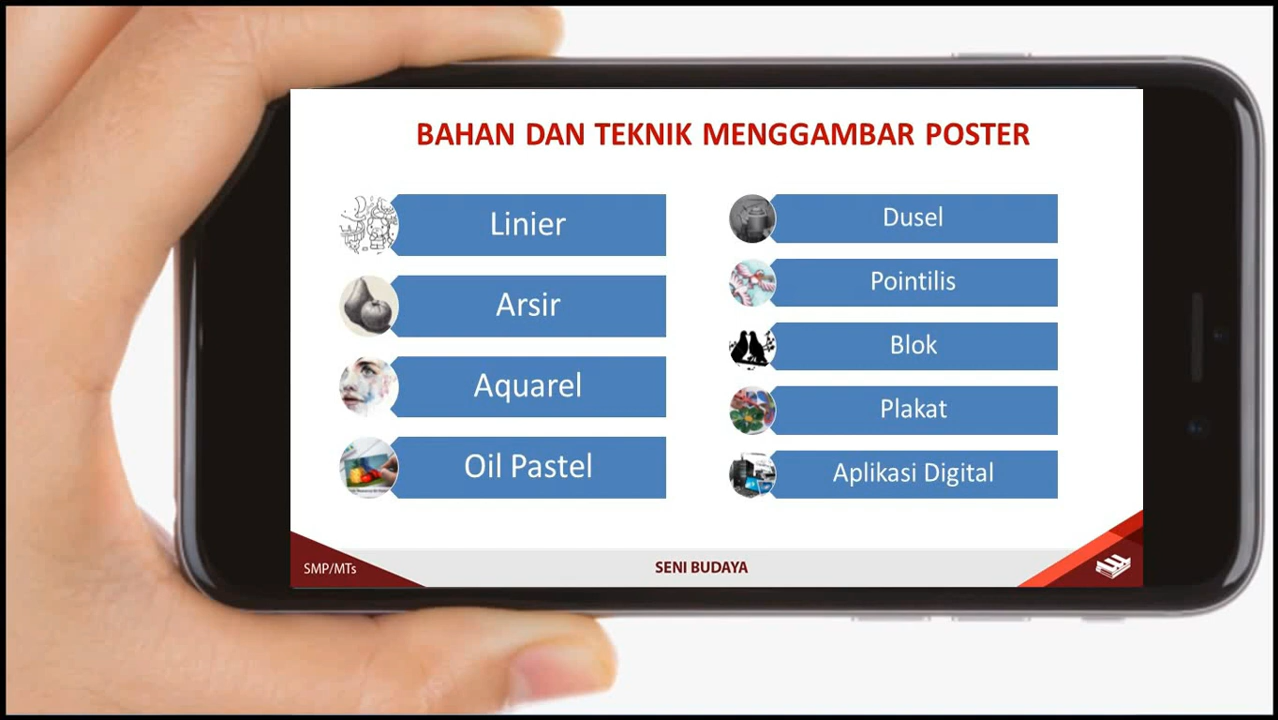 BAHAN DAN TEKNIK MENGGAMBAR POSTER
Linier
Arsir
Aquarel
Oil Pastel
Dusel
Pointilis
Blok
Plakat
Aplikasi Digital
SMP/MTs
SENI BUDAYA